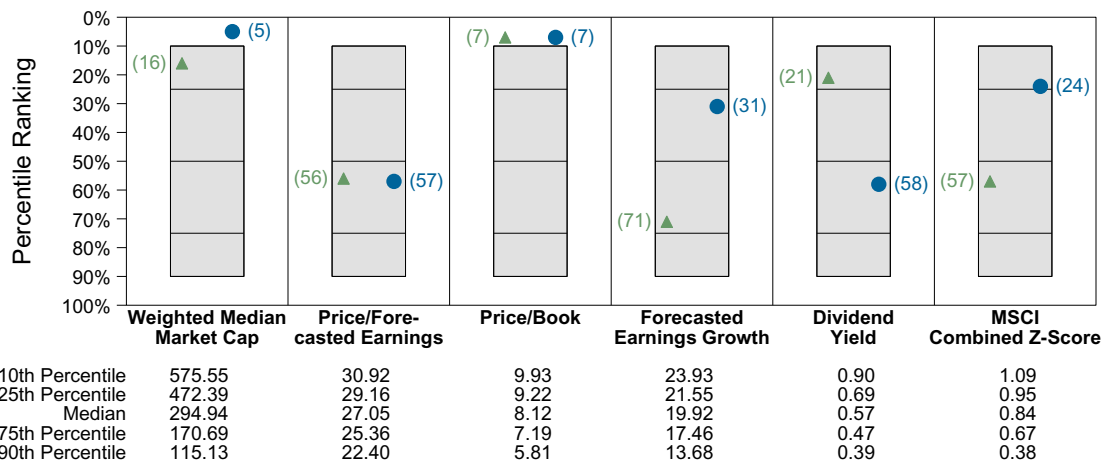 Percentile Ranking
0%
10%
20%
30%
40%
50%
60%
70%
80%
90%
100%
(16) (5)
(56) (57)
(7) (7)
(71) (31)
(21) (58)
(57) (24)
Weighted Median Market Cap
Price/Fore-casted Earnings
Price/Book
Forecasted Earnings Growth
Dividend Yield
MSCI Combined Z-Score
10th Percentile 575.55 30.92 9.93 23.93 0.90 1.09
25th Percentile 472.39 29.16 9.22 21.55 0.69 0.95
Median 294.94 27.05 8.12 19.92 0.57 0.84
75th Percentile 170.69 25.36 7.19 17.46 0.47 0.67
90th Percentile 115.13 22.40 5.81 13.68 0.39 0.38